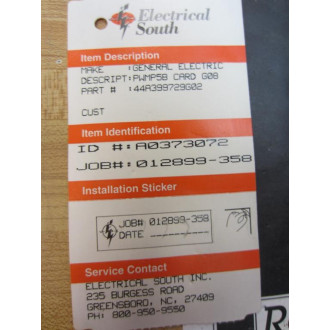 Electrical
South
Item Description
MAKE :GENERAL ELECTRIC
DESCRIPT:PWMP5B CARD G08
PART # :44A399729G02
CUST
Item Identification
ID #:A0373072
JOB#:012899-358
Installation Sticker
JOB# 012899-358
DATE
Service Contact
ELECTRICAL SOUTH INC.
235 BURGESS ROAD
GREENSBORO, NC, 27409
PH: 800-950-9550